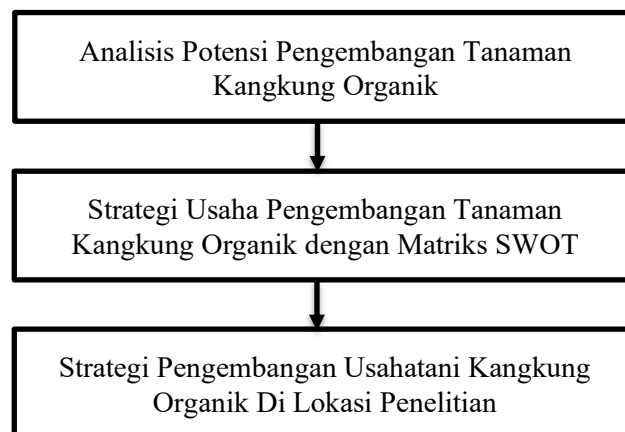 Analisis Potensi Pengembangan Tanaman
Kangkung Organik
Strategi Usaha Pengembangan Tanaman
Kangkung Organik dengan Matriks SWOT
Strategi Pengembangan Usahatani Kangkung
Organik Di Lokasi Penelitian